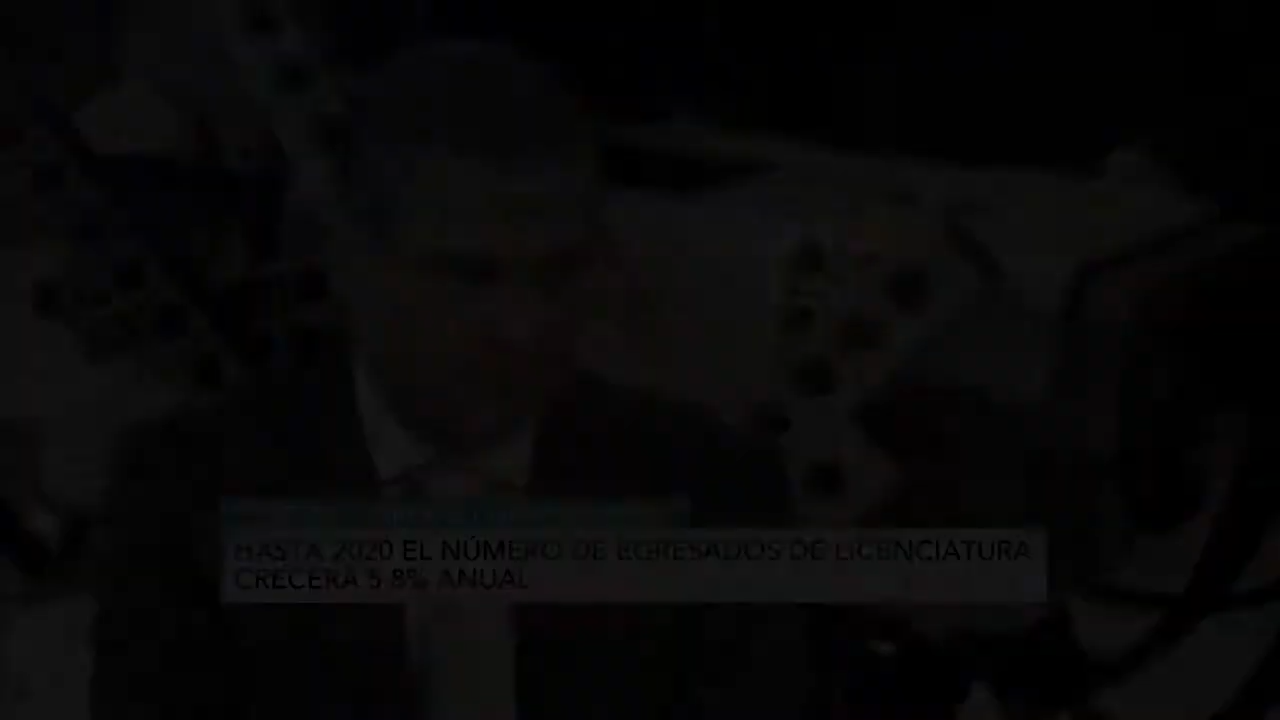 HASTA 2020 EL NÚMERO DE EGRESADOS DE LICENCIATURA
CRECERÁ 5.8% ANUAL